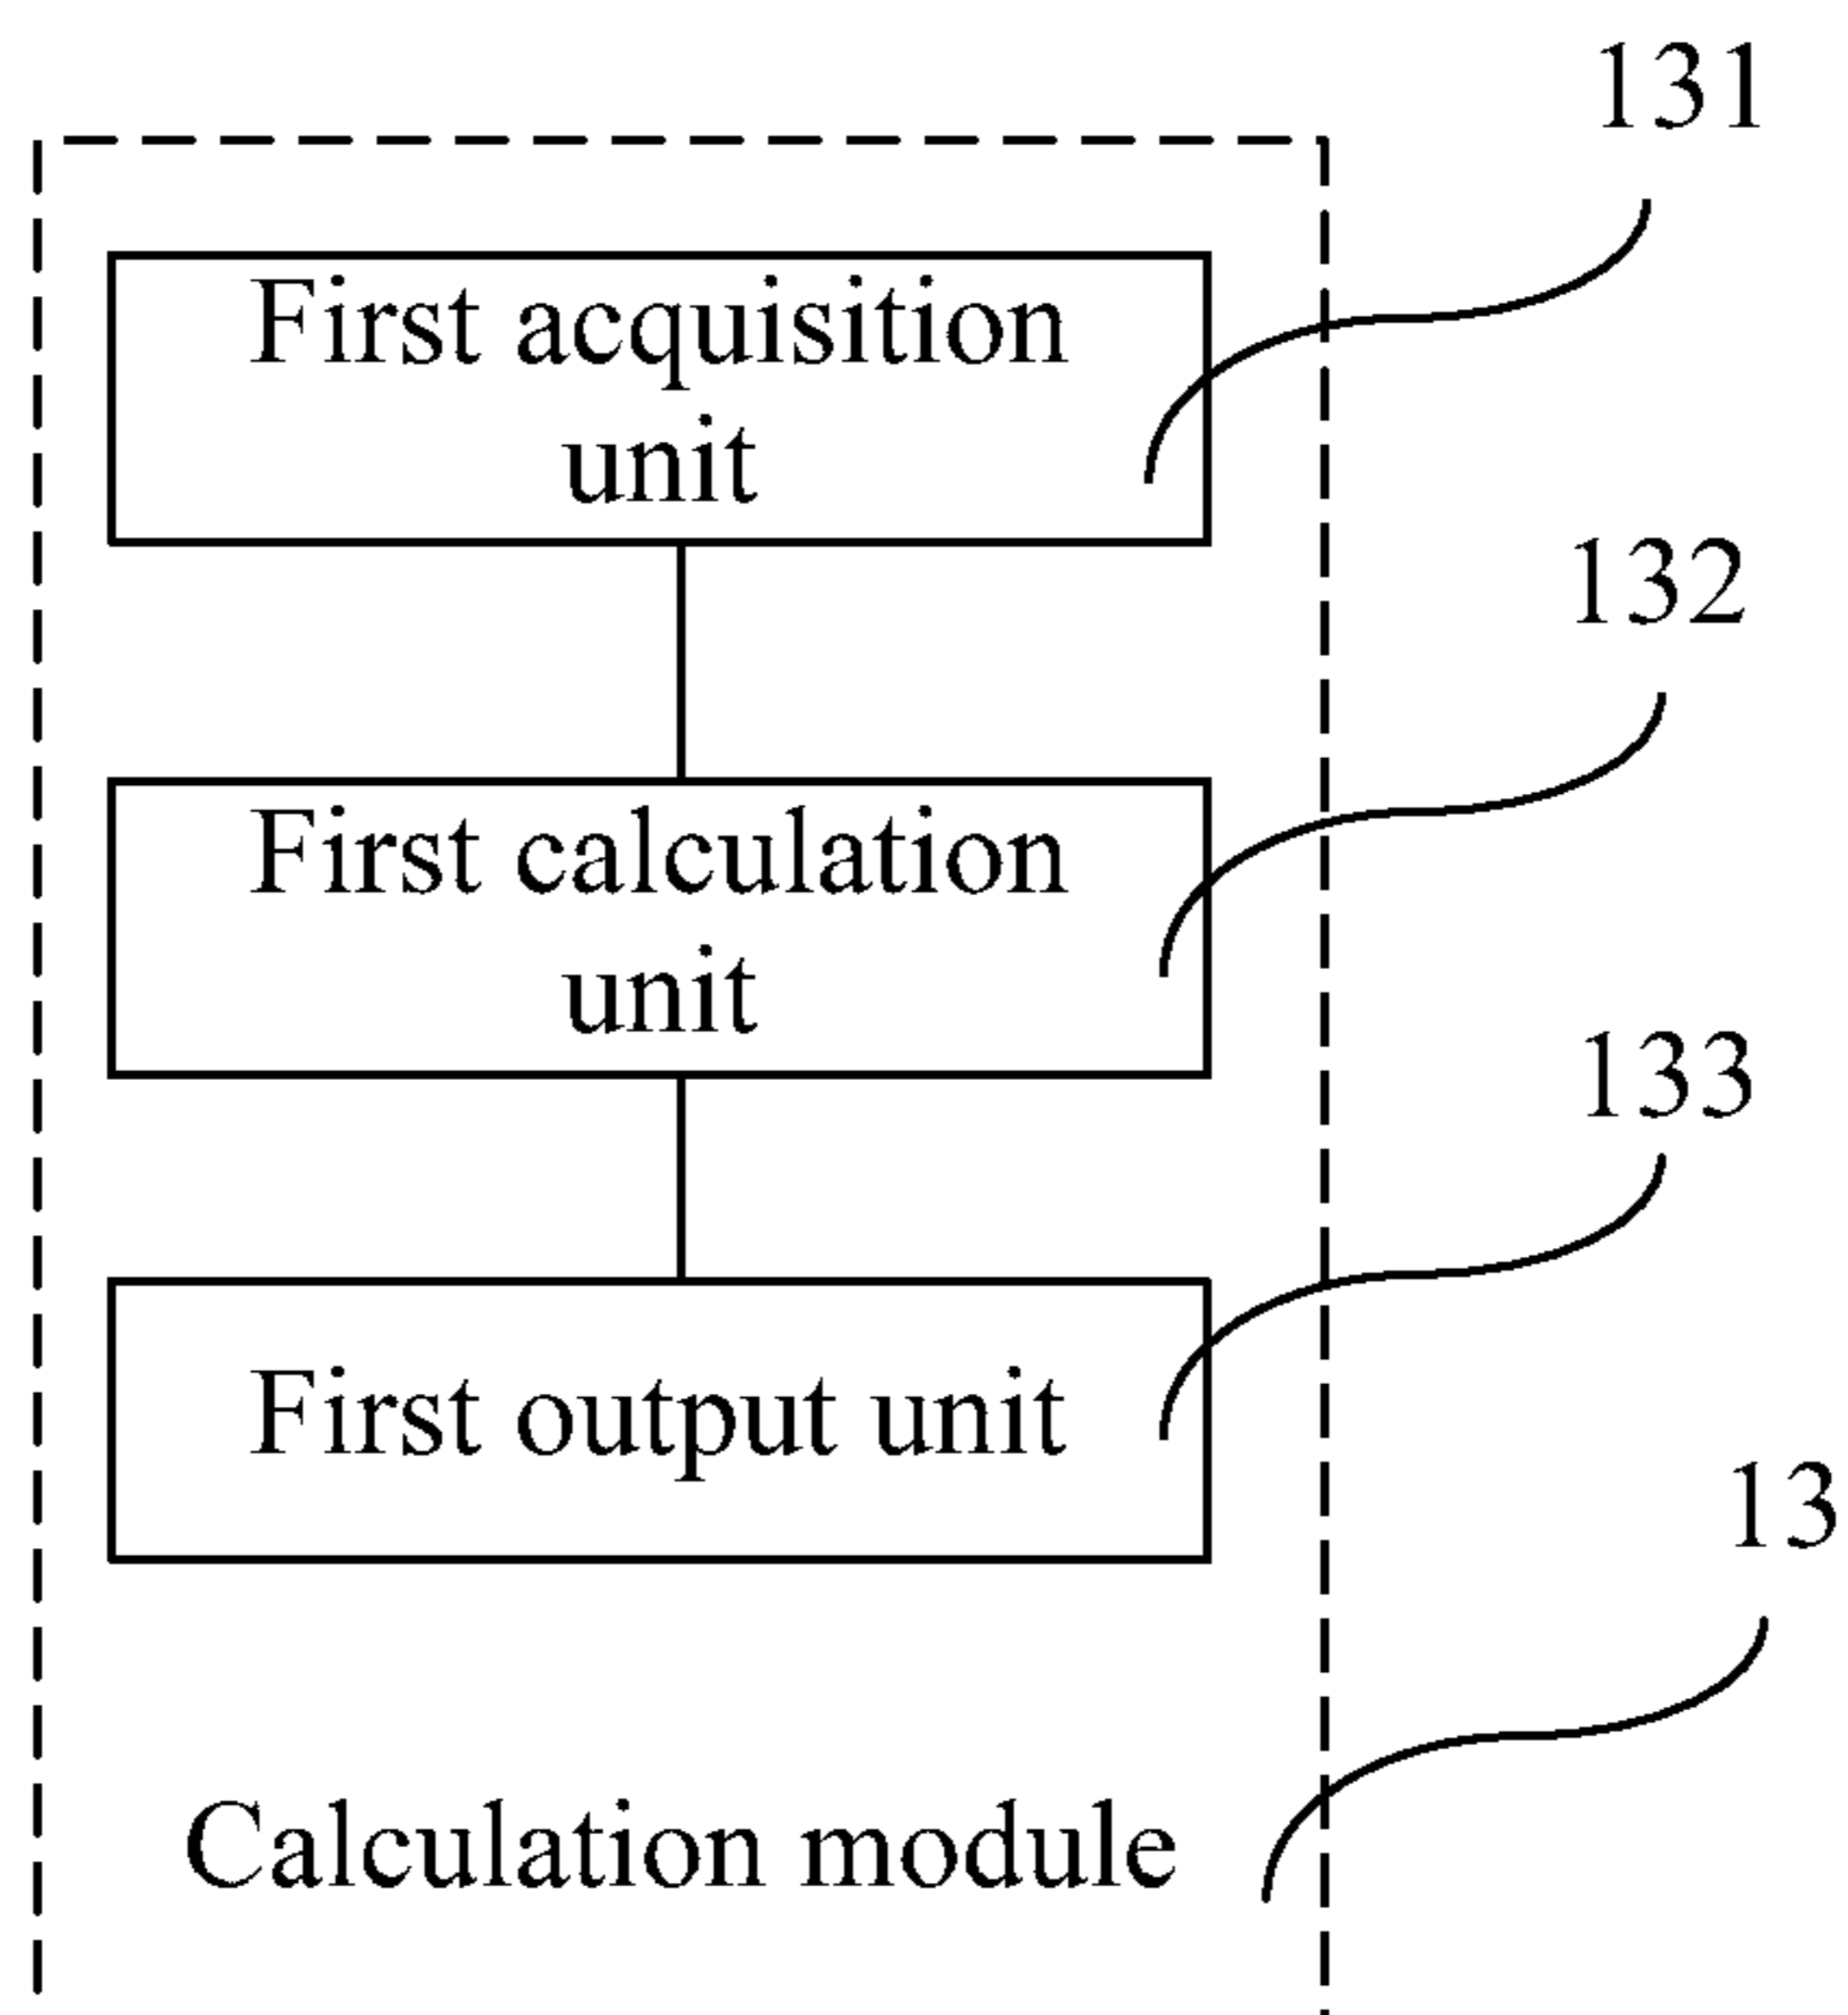 131
First acquisition
unit
132
First calculation
unit
133
First output unit
13
Calculation module